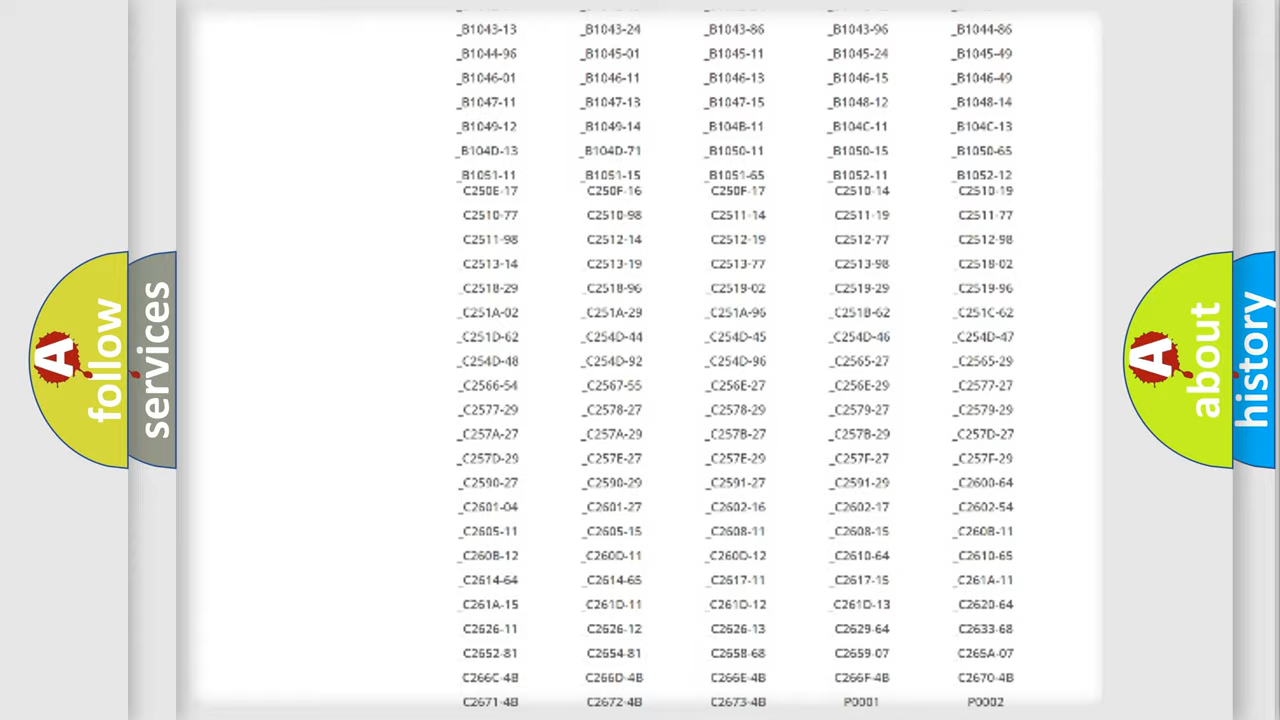 _B1043-13 _B1043-24 _B1043-86 _B1043-96 _B1044-86
_B1044-96 _B1045-01 _B1045-11 _B1045-24 _B1045-49
_B1046-01 _B1046-11 _B1046-13 _B1046-15 _B1046-49
_B1047-11 _B1047-13 _B1047-15 _B1048-12 _B1048-14
_B1049-12 _B1049-14 _B104B-11 _B104C-11 _B104C-13
_B104D-13 _B104D-71 _B1050-11 _B1050-15 _B1050-65
_B1051-11 _B1051-15 _B1051-65 _B1052-11 _B1052-12
C250E-17 C250F-16 C250F-17 C2510-14 C2510-19
C2510-77 C2510-98 C2511-14 C2511-19 C2511-77
C2511-98 C2512-14 C2512-19 C2512-77 C2512-98
C2513-14 C2513-19 C2513-77 C2513-98 C2518-02
_C2518-29 _C2518-96 _C2519-02 _C2519-29 _C2519-96
_C251A-02 _C251A-29 _C251A-96 _C251B-62 _C251C-62
_C251D-62 _C254D-44 _C254D-45 _C254D-46 _C254D-47
_C254D-48 _C254D-92 _C254D-96 _C2565-27 _C2565-29
_C2566-54 _C2567-55 _C256E-27 _C256E-29 _C2577-27
_C2577-29 _C2578-27 _C2578-29 _C2579-27 _C2579-29
_C257A-27 _C257A-29 _C257B-27 _C257B-29 _C257D-27
_C257D-29 _C257E-27 _C257E-29 _C257F-27 _C257F-29
_C2590-27 _C2590-29 _C2591-27 _C2591-29 _C2600-64
_C2601-04 _C2601-27 _C2602-16 _C2602-17 _C2602-54
_C2605-11 _C2605-15 _C2608-11 _C2608-15 _C260B-11
_C260B-12 _C260D-11 _C260D-12 _C2610-64 _C2610-65
_C2614-64 _C2614-65 _C2617-11 _C2617-15 _C261A-11
_C261A-15 _C261D-11 _C261D-12 _C261D-13 _C2620-64
C2626-11 C2626-12 C2626-13 C2629-64 C2633-68
C2652-81 C2654-81 C2658-68 C2659-07 C265A-07
C266C-4B C266D-4B C266E-4B C266F-4B C2670-4B
C2671-4B C2672-4B C2673-4B P0001 P0002
A follow
services
A about
history